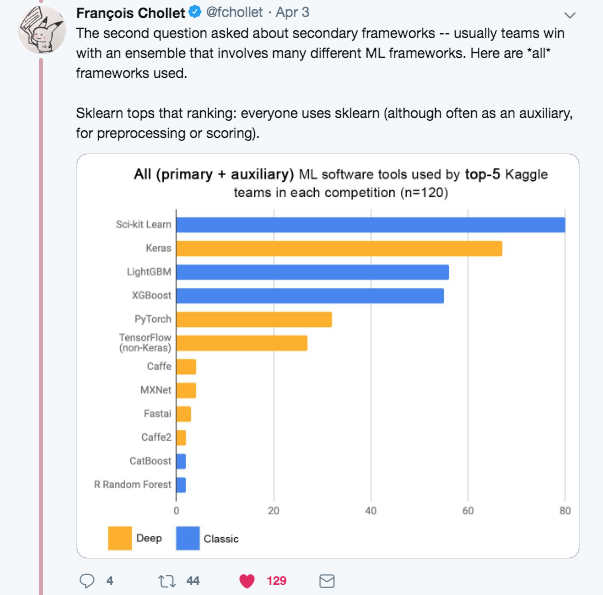 François Chollet @fchollet · Apr 3
The second question asked about secondary frameworks -- usually teams win
with an ensemble that involves many different ML frameworks. Here are *all*
frameworks used.
Sklearn tops that ranking: everyone uses sklearn (although often as an auxiliary,
for preprocessing or scoring).
All (primary + auxiliary) ML software tools used by top-5 Kaggle
teams in each competition (n=120)
Sci-kit Learn
Keras
LightGBM
XGBoost
PyTorch
TensorFlow
(non-Keras)
Caffe
MXNet
Fastai
Caffe2
CatBoost
R Random Forest
0 20 40 60 80
Deep Classic
4 44 129